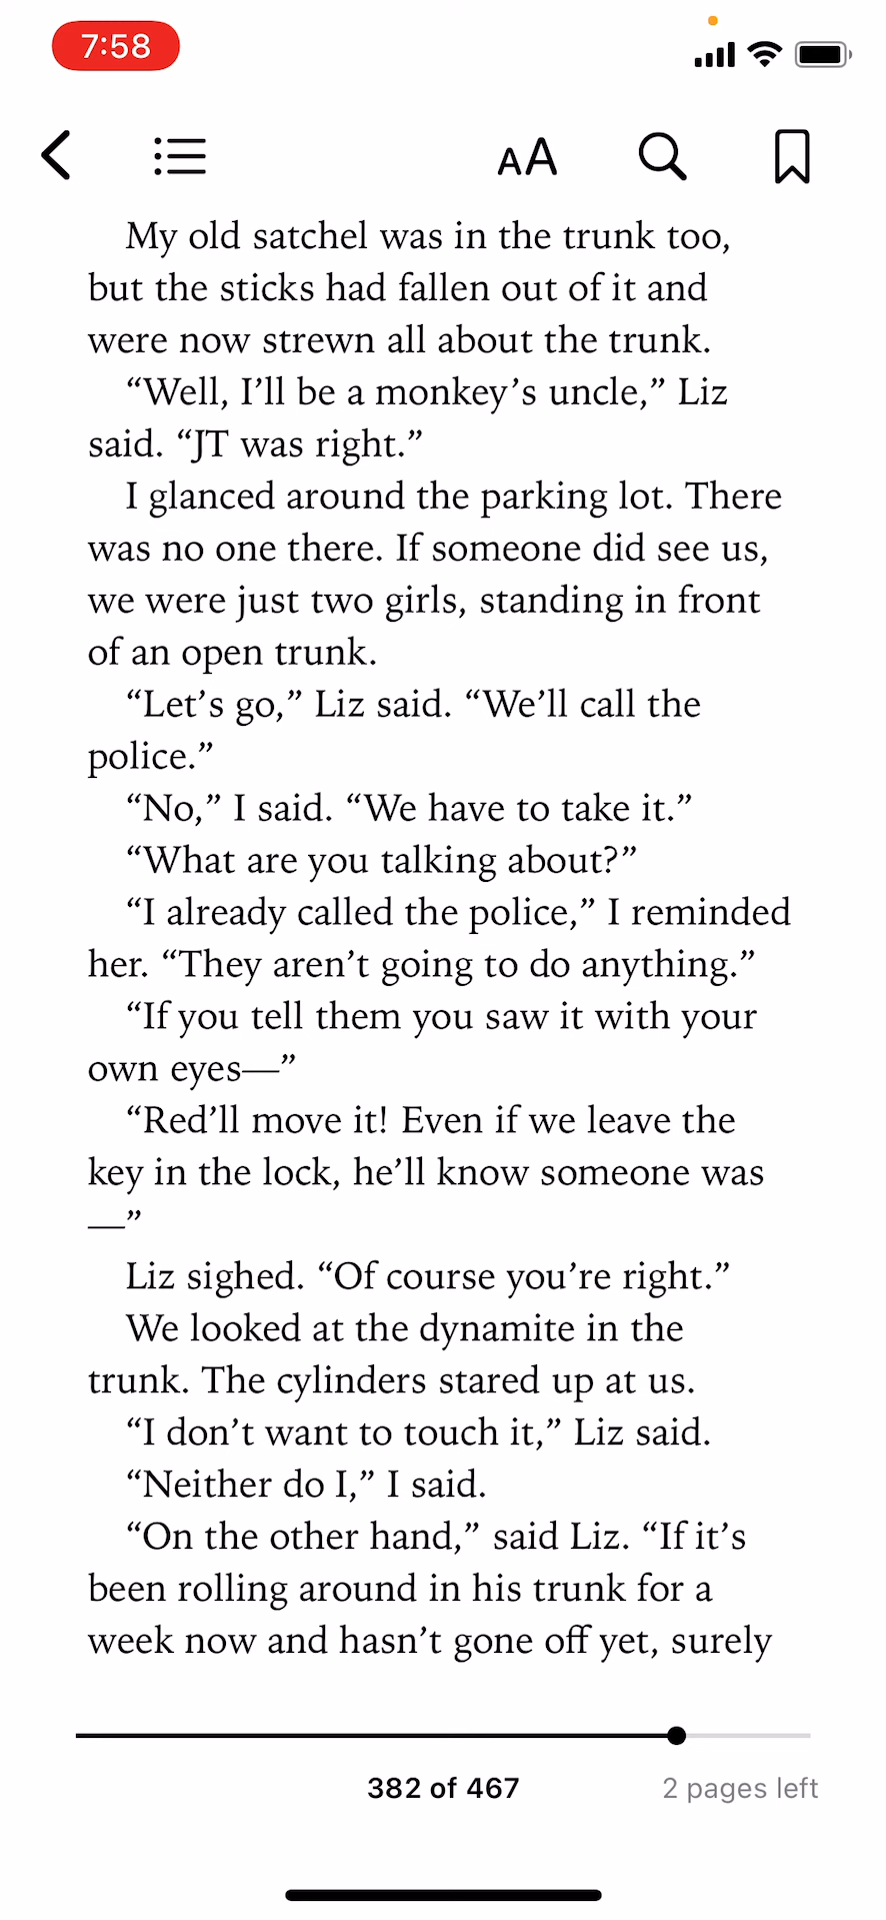 7:58
AA
My old satchel was in the trunk too,
but the sticks had fallen out of it and
were now strewn all about the trunk.
“Well, I’ll be a monkey’s uncle,” Liz
said. “JT was right.”
I glanced around the parking lot. There
was no one there. If someone did see us,
we were just two girls, standing in front
of an open trunk.
“Let’s go,” Liz said. “We’ll call the
police.”
“No,” I said. “We have to take it.”
“What are you talking about?”
“I already called the police,” I reminded
her. “They aren’t going to do anything.”
“If you tell them you saw it with your
own eyes—”
“Red’ll move it! Even if we leave the
key in the lock, he’ll know someone was
—”
Liz sighed. “Of course you’re right.”
We looked at the dynamite in the
trunk. The cylinders stared up at us.
“I don’t want to touch it,” Liz said.
“Neither do I,” I said.
“On the other hand,” said Liz. “If it’s
been rolling around in his trunk for a
week now and hasn’t gone off yet, surely
382 of 467
2 pages left